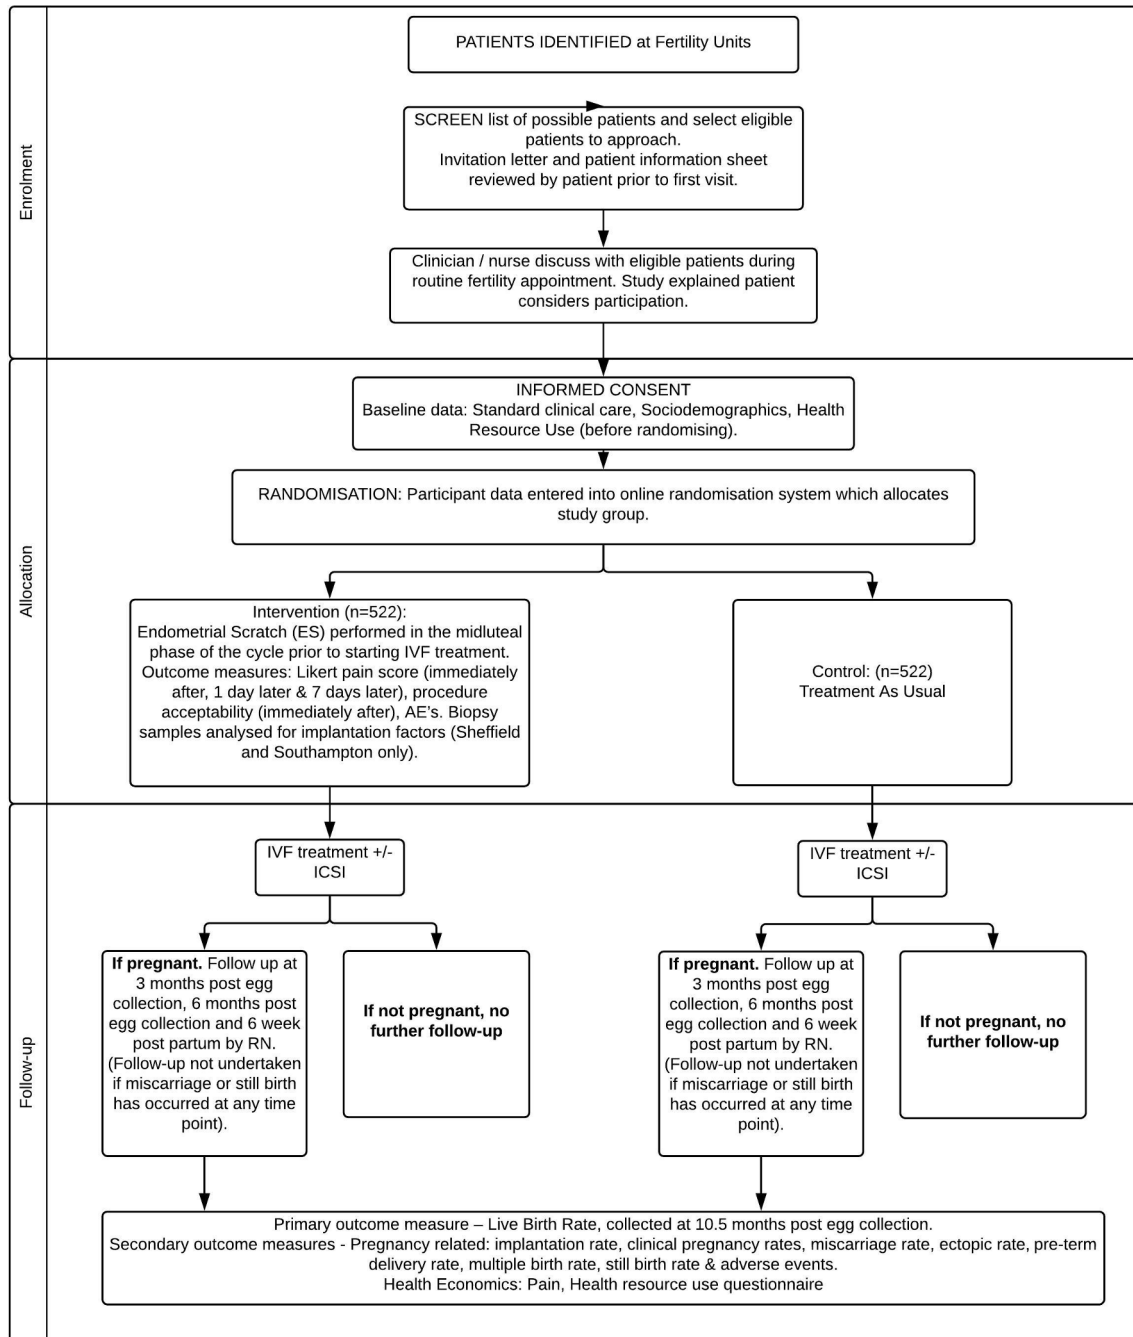 PATIENTS IDENTIFIED at Fertility Units
Enrolment
SCREEN list of possible patients and select eligible
patients to approach.
Invitation letter and patient information sheet
reviewed by patient prior to first visit.
Clinician / nurse discuss with eligible patients during
routine fertility appointment. Study explained patient
considers participation.
Allocation
INFORMED CONSENT
Baseline data: Standard clinical care, Sociodemographics, Health
Resource Use (before randomising).
RANDOMISATION: Participant data entered into online randomisation system which allocates
study group.
Intervention (n=522):
Endometrial Scratch (ES) performed in the midluteal
phase of the cycle prior to starting IVF treatment.
Outcome measures: Likert pain score (immediately
after, 1 day later & 7 days later), procedure
acceptability (immediately after), AE's. Biopsy
samples analysed for implantation factors (Sheffield
and Southampton only).
Control: (n=522)
Treatment As Usual
Follow-up
IVF treatment +/-
ICSI
IVF treatment +/-
ICSI
If pregnant. Follow up at
3 months post egg
collection, 6 months post
egg collection and 6 week
post partum by RN.
(Follow-up not undertaken
if miscarriage or still birth
has occurred at any time
point).
If not pregnant, no
further follow-up
If pregnant. Follow up at
3 months post egg
collection, 6 months post
egg collection and 6 week
post partum by RN.
(Follow-up not undertaken
if miscarriage or still birth
has occurred at any time
point).
If not pregnant, no
further follow-up
Primary outcome measure – Live Birth Rate, collected at 10.5 months post egg collection.
Secondary outcome measures - Pregnancy related: implantation rate, clinical pregnancy rates, miscarriage rate, ectopic rate, pre-term
delivery rate, multiple birth rate, still birth rate & adverse events.
Health Economics: Pain, Health resource use questionnaire